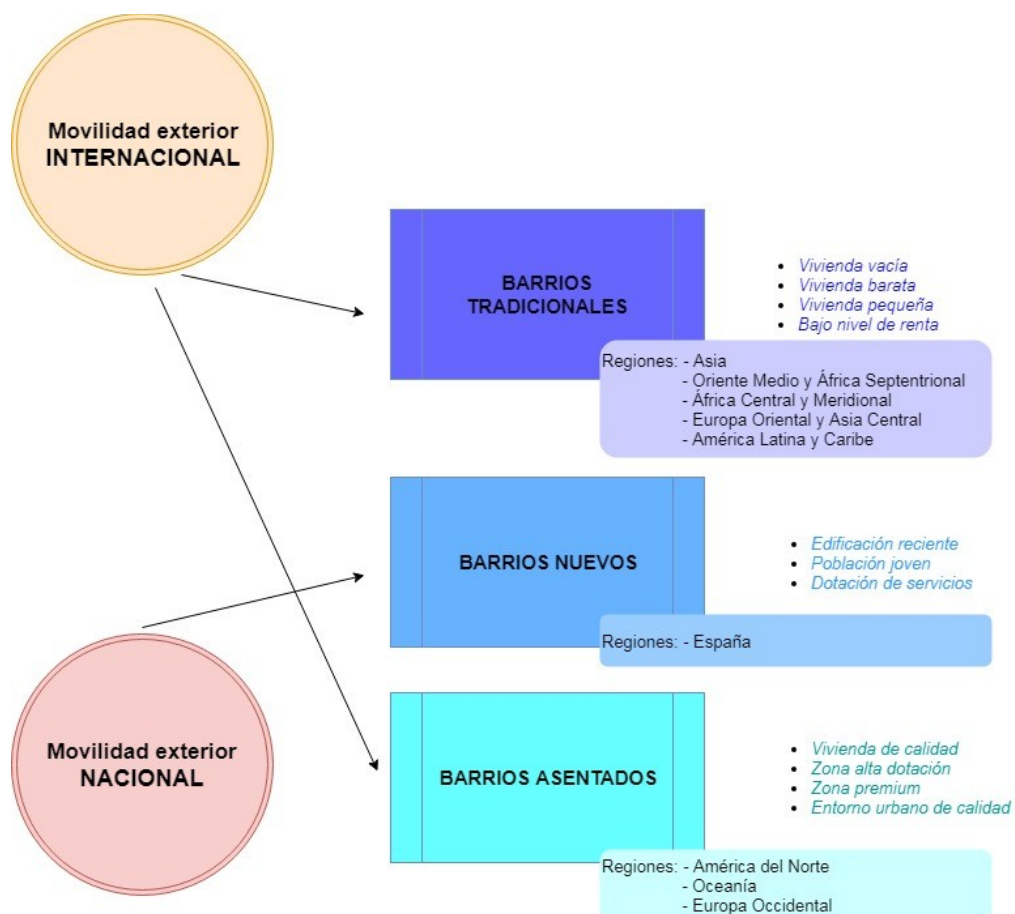 Movilidad exterior
INTERNACIONAL
BARRIOS
TRADICIONALES
• Vivienda vacía
• Vivienda barata
• Vivienda pequeña
• Bajo nivel de renta
Regiones: - Asia
- Oriente Medio y África Septentrional
- África Central y Meridional
- Europa Oriental y Asia Central
- América Latina y Caribe
BARRIOS NUEVOS
• Edificación reciente
• Población joven
• Dotación de servicios
Regiones: - España
Movilidad exterior
NACIONAL
BARRIOS ASENTADOS
• Vivienda de calidad
• Zona alta dotación
• Zona premium
• Entorno urbano de calidad
Regiones: - América del Norte
- Oceanía
- Europa Occidental